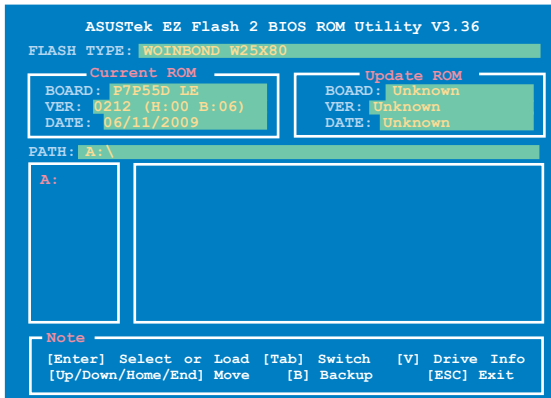 ASUSTek EZ Flash 2 BIOS ROM Utility V3.36
FLASH TYPE: WOINBOND W25X80
Current ROM
BOARD: P7P55D LE
VER: 0212 (H:00 B:06)
DATE: 06/11/2009
Update ROM
BOARD: Unknown
VER: Unknown
DATE: Unknown
PATH: A:\
A:
Note
[Enter] Select or Load [Tab] Switch [V] Drive Info
[Up/Down/Home/End] Move [B] Backup [ESC] Exit